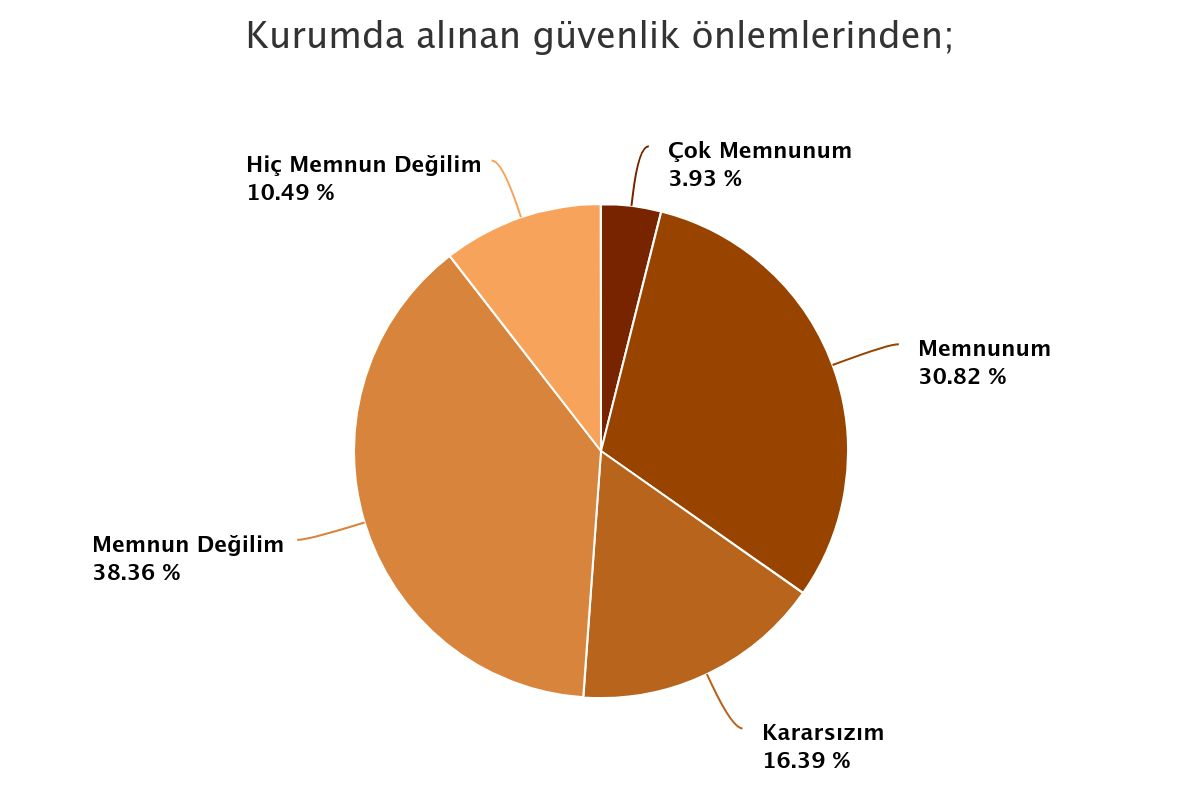 Kurumda alınan güvenlik önlemlerinden;
Çok Memnunum
3.93 %
Memnunum
30.82 %
Kararsızım
16.39 %
Memnun Değilim
38.36 %
Hiç Memnun Değilim
10.49 %